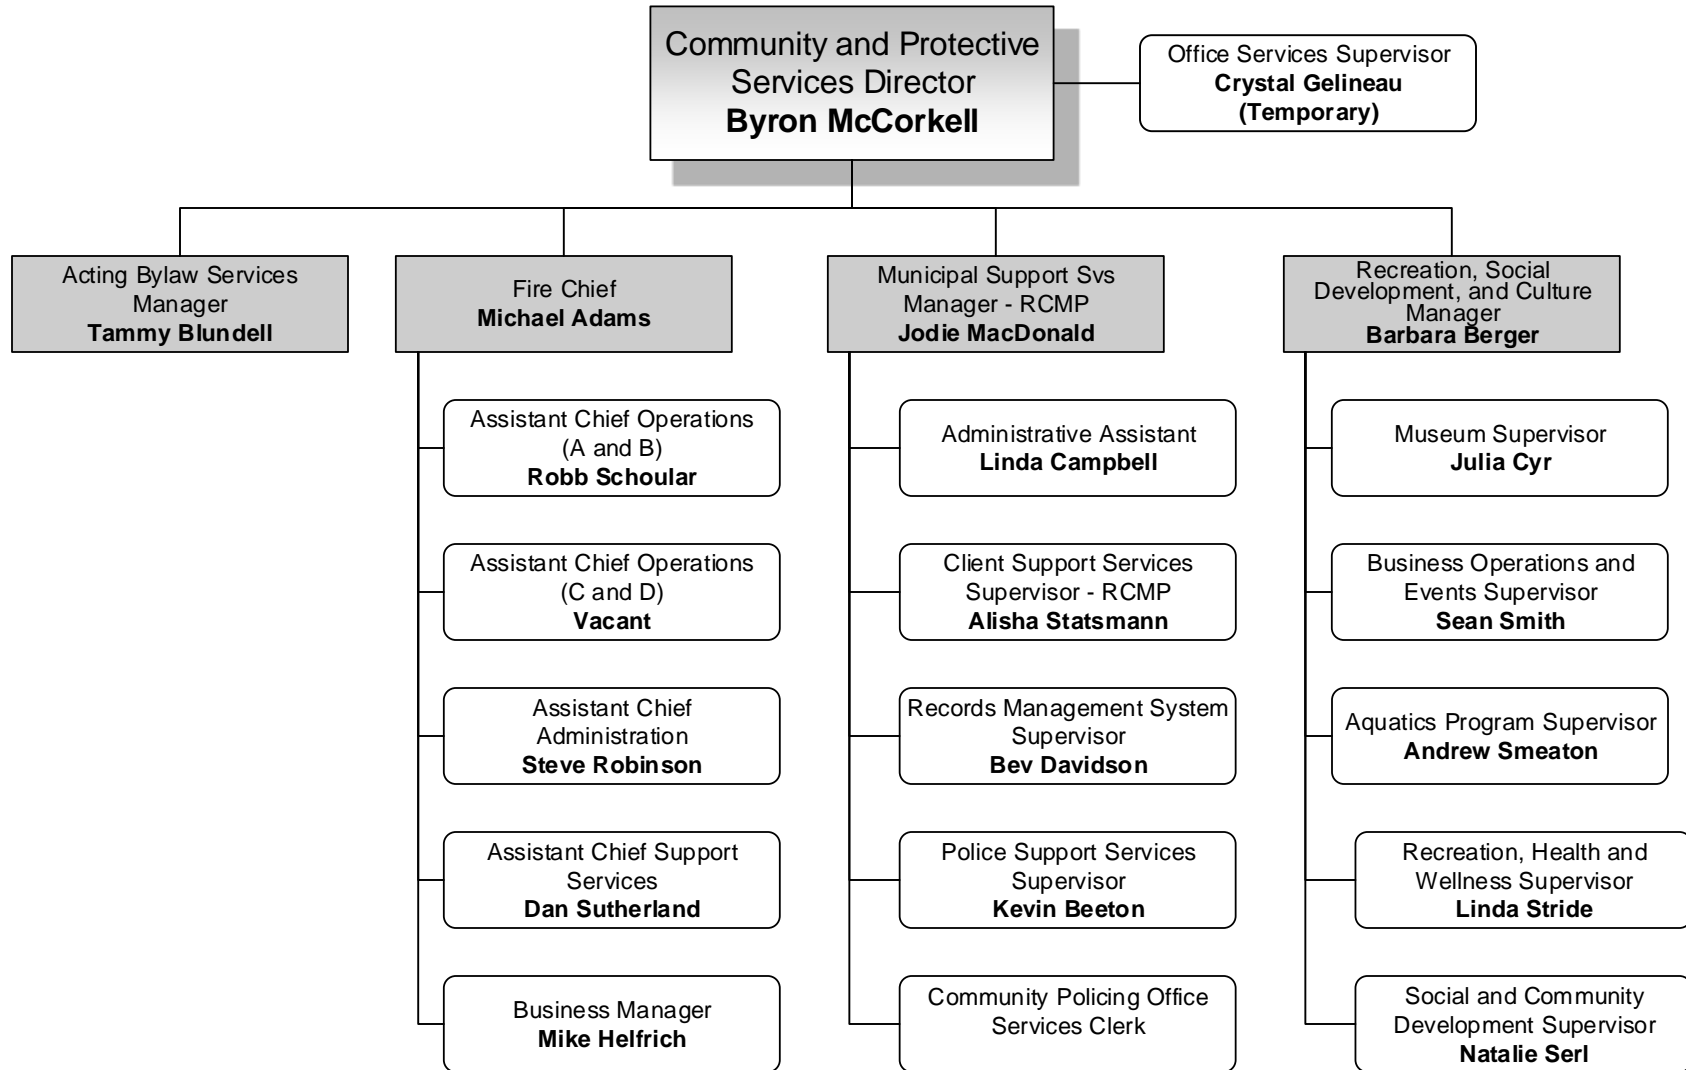 Community and Protective
Services Director
Byron McCorkell
Office Services Supervisor
Crystal Gelineau
(Temporary)
Acting Bylaw Services
Manager
Tammy Blundell
Fire Chief
Michael Adams
Assistant Chief Operations
(A and B)
Robb Schoular
Assistant Chief Operations
(C and D)
Vacant
Assistant Chief
Administration
Steve Robinson
Assistant Chief Support
Services
Dan Sutherland
Business Manager
Mike Helfrich
Municipal Support Svs
Manager - RCMP
Jodie MacDonald
Administrative Assistant
Linda Campbell
Client Support Services
Supervisor - RCMP
Alisha Statsmann
Records Management System
Supervisor
Bev Davidson
Police Support Services
Supervisor
Kevin Beeton
Community Policing Office
Services Clerk
Recreation, Social
Development, and Culture
Manager
Barbara Berger
Museum Supervisor
Julia Cyr
Business Operations and
Events Supervisor
Sean Smith
Aquatics Program Supervisor
Andrew Smeaton
Recreation, Health and
Wellness Supervisor
Linda Stride
Social and Community
Development Supervisor
Natalie Serl